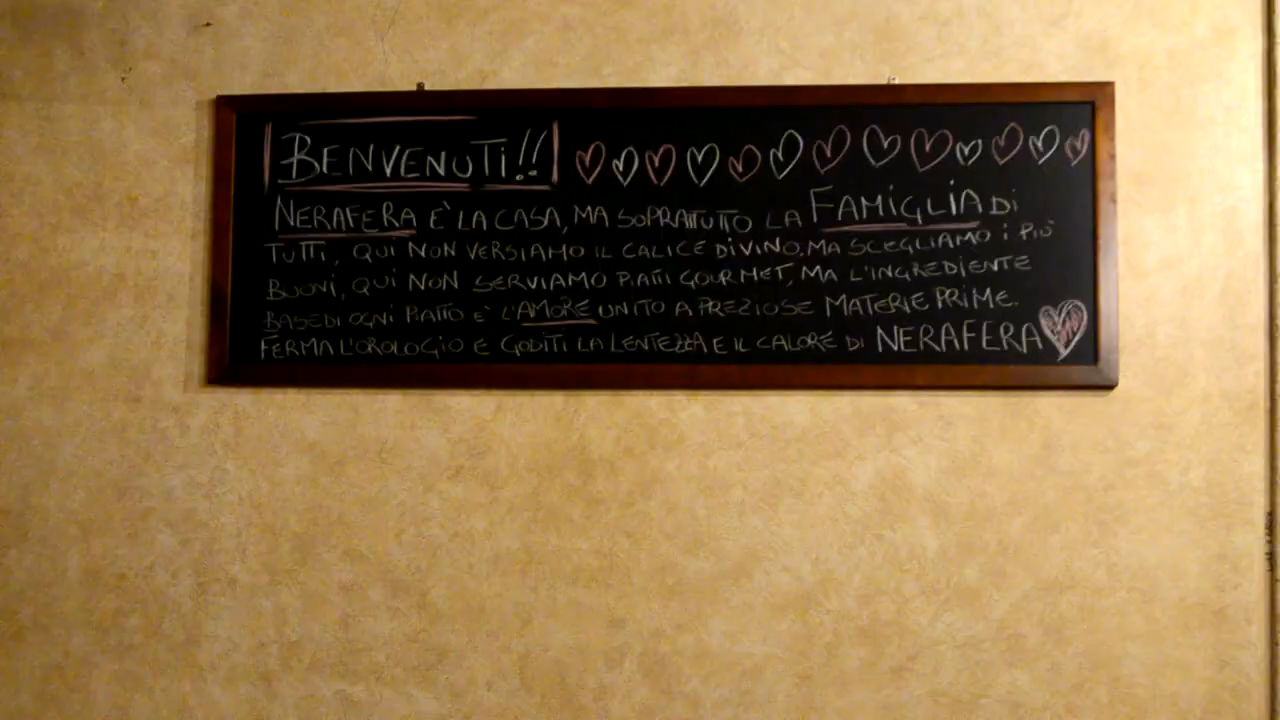 BENVENUTI!!
NERAFERA È LA CASA, MA SOPRATTUTTO LA FAMIGLIA DI
TUTTI, QUI NON VERSIAMO IL CALICE DI VINO, MA SCEGLIAMO I PIÙ
BUONI, QUI NON SERVIAMO PIATTI GOURMET, MA L'INGREDIENTE
BASE DI OGNI PIATTO È L'AMORE UNITO A PREZIOSE MATERIE PRIME.
FERMA L'OROLOGIO E GODITI LA LENTEZZA E IL CALORE DI NERAFERA